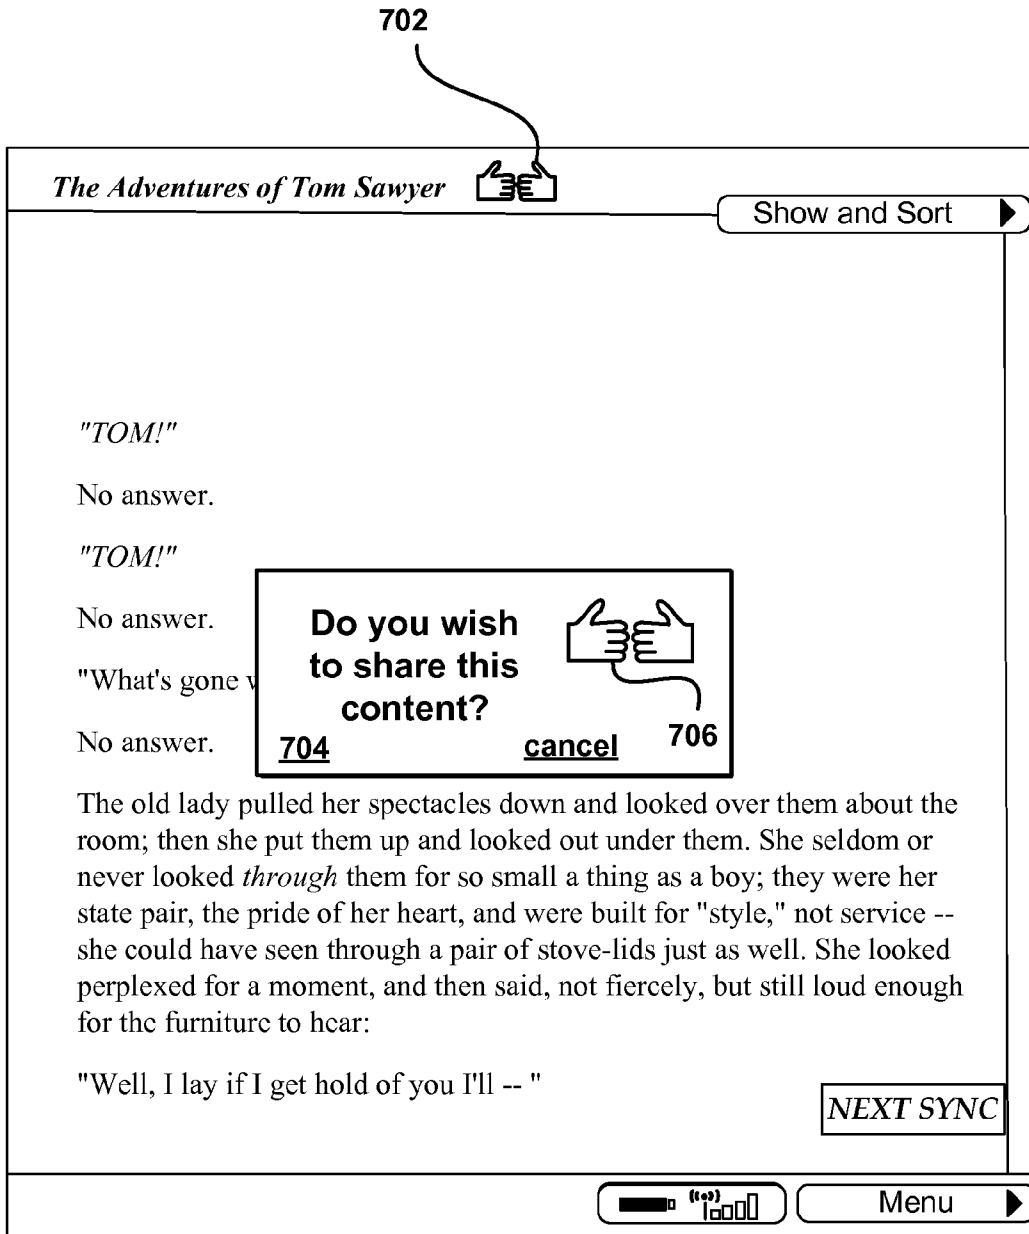 702
The Adventures of Tom Sawyer
Show and Sort
"TOM!"
No answer.
"TOM!"
No answer.
"What's gone
No answer.
Do you wish
to share this
content?
704
cancel
706
The old lady pulled her spectacles down and looked over them about the
room; then she put them up and looked out under them. She seldom or
never looked through them for so small a thing as a boy; they were her
state pair, the pride of her heart, and were built for "style," not service --
she could have seen through a pair of stove-lids just as well. She looked
perplexed for a moment, and then said, not fiercely, but still loud enough
for the furniture to hear:
"Well, I lay if I get hold of you I'll -- "
NEXT SYNC
Menu